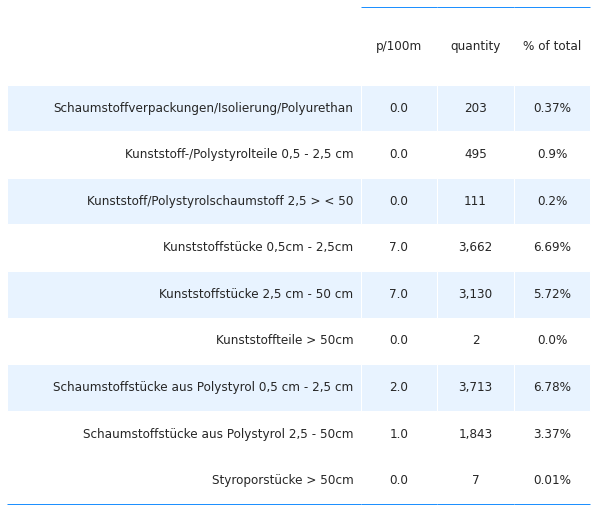 p/100m quantity % of total
Schaumstoffverpackungen/Isolierung/Polyurethan 0.0 203 0.37%
Kunststoff-/Polystyrolteile 0,5 - 2,5 cm 0.0 495 0.9%
Kunststoff/Polystyrolschaumstoff 2,5 > < 50 0.0 111 0.2%
Kunststoffstücke 0,5cm - 2,5cm 7.0 3,662 6.69%
Kunststoffstücke 2,5 cm - 50 cm 7.0 3,130 5.72%
Kunststoffteile > 50cm 0.0 2 0.0%
Schaumstoffstücke aus Polystyrol 0,5 cm - 2,5 cm 2.0 3,713 6.78%
Schaumstoffstücke aus Polystyrol 2,5 - 50cm 1.0 1,843 3.37%
Styroporstücke > 50cm 0.0 7 0.01%